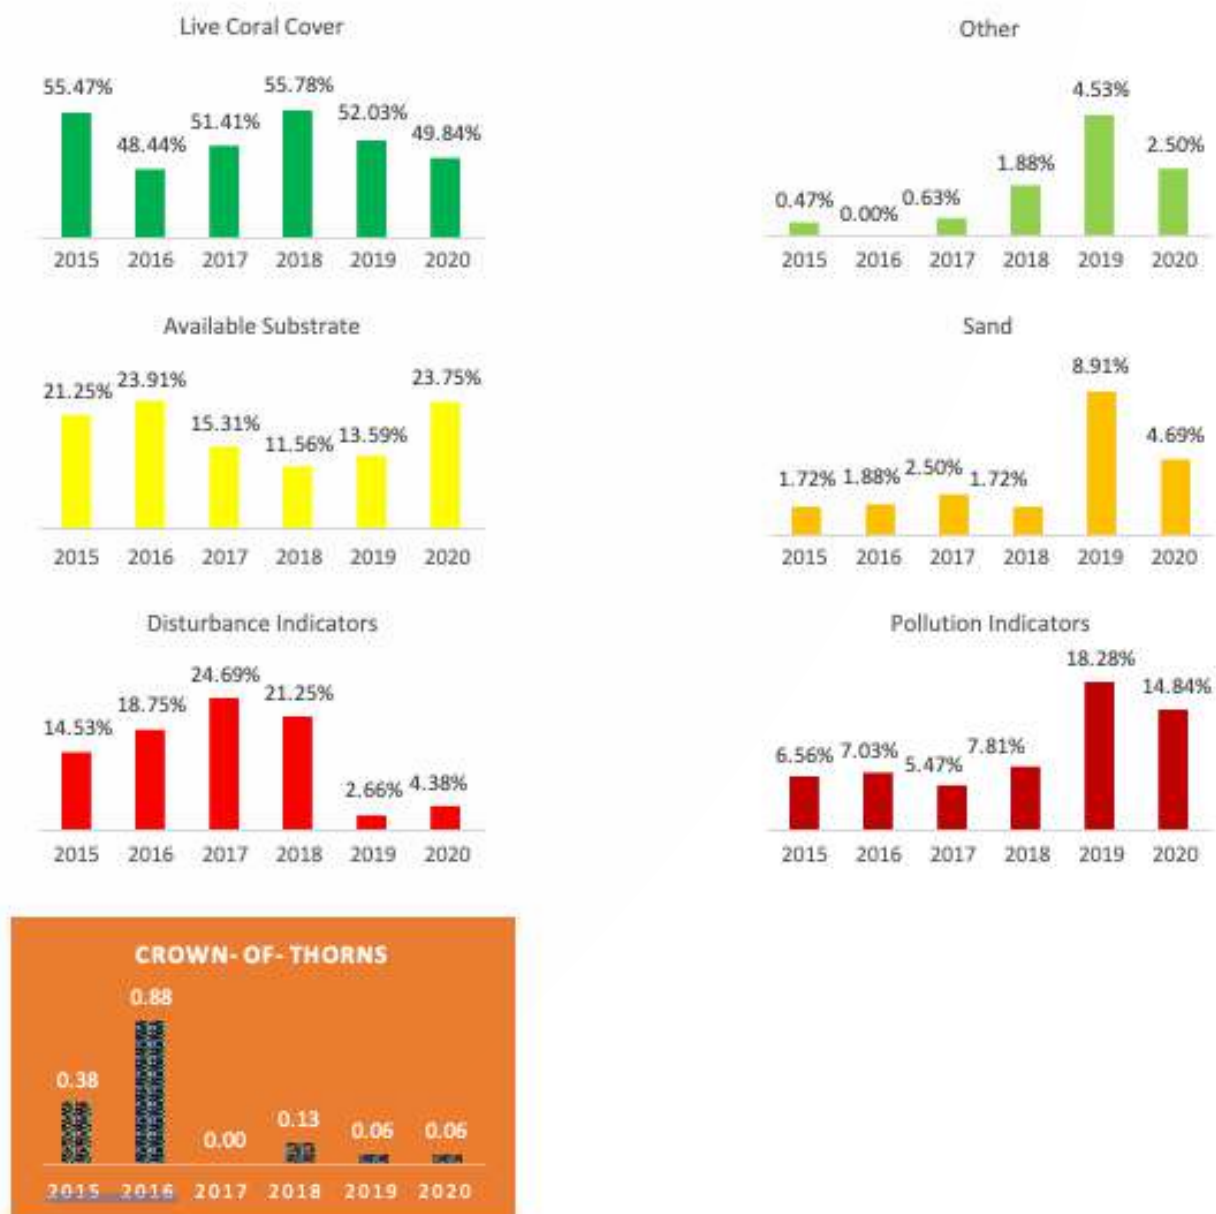 Live Coral Cover
55.47% 48.44% 51.41% 55.78% 52.03% 49.84%
2015 2016 2017 2018 2019 2020
Other
0.47% 0.00% 0.63% 1.88% 4.53% 2.50%
2015 2016 2017 2018 2019 2020
Available Substrate
21.25% 23.91% 15.31% 11.56% 13.59% 23.75%
2015 2016 2017 2018 2019 2020
Sand
1.72% 1.88% 2.50% 1.72% 8.91% 4.69%
2015 2016 2017 2018 2019 2020
Disturbance Indicators
14.53% 18.75% 24.69% 21.25% 2.66% 4.38%
2015 2016 2017 2018 2019 2020
Pollution Indicators
6.56% 7.03% 5.47% 7.81% 18.28% 14.84%
2015 2016 2017 2018 2019 2020
CROWN- OF- THORNS
0.38 0.88 0.00 0.13 0.06 0.06
2015 2016 2017 2018 2019 2020